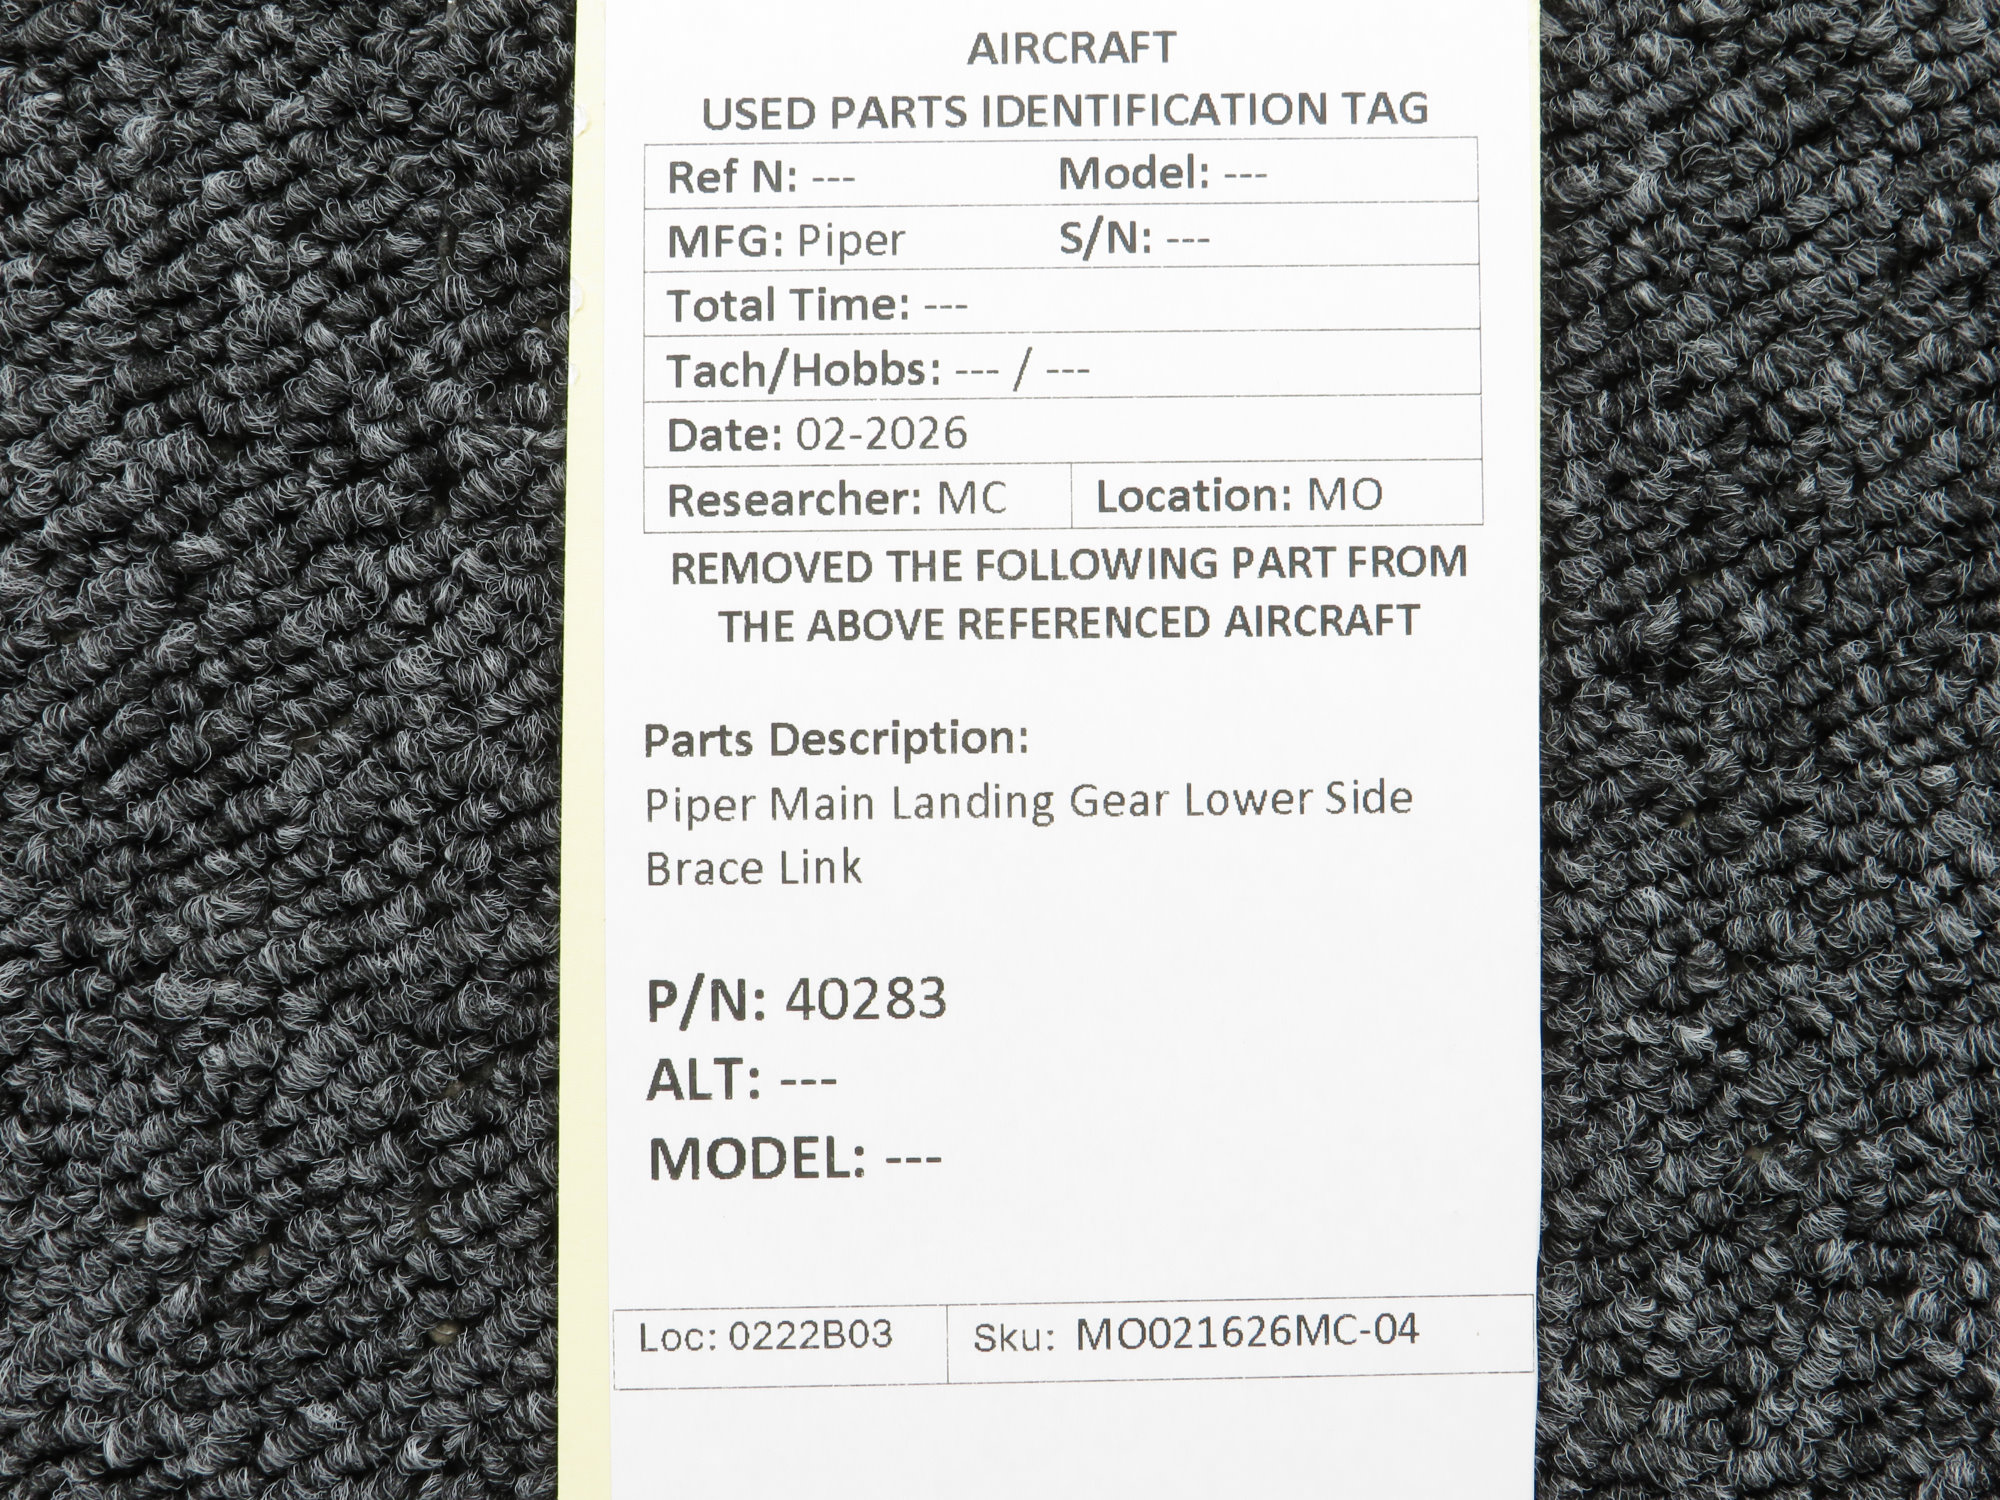 AIRCRAFT
USED PARTS IDENTIFICATION TAG
Ref N: --- Model: ---
MFG: Piper S/N: ---
Total Time: ---
Tach/Hobbs: --- / ---
Date: 02-2026
Researcher: MC Location: MO
REMOVED THE FOLLOWING PART FROM
THE ABOVE REFERENCED AIRCRAFT
Parts Description:
Piper Main Landing Gear Lower Side
Brace Link
P/N: 40283
ALT: ---
MODEL: ---
Loc: 0222B03 Sku: MO021626MC-04